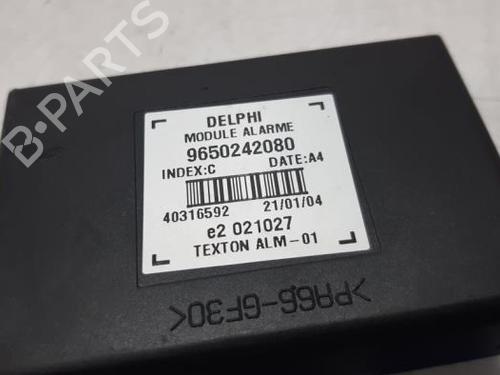 B-PARTS
DELPHI
MODULE ALARME
9650242080
INDEX:C DATE:A4
40316592 21/01/04
e2 021027
TEXTON ALM-01
>PA66-GF30<